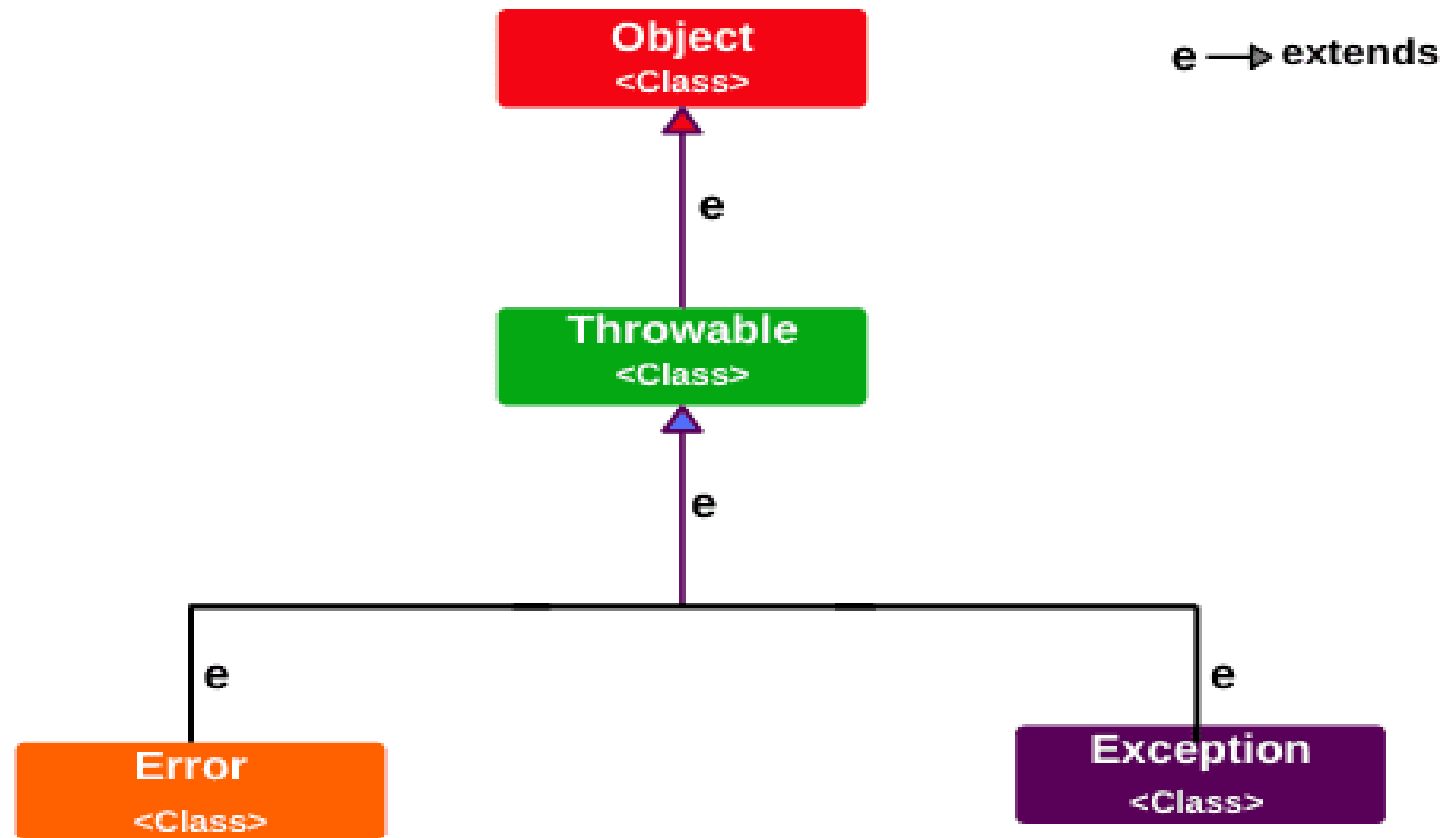 Object
<Class>
e → extends
e
Throwable
<Class>
e
e
e
Error
<Class>
Exception
<Class>